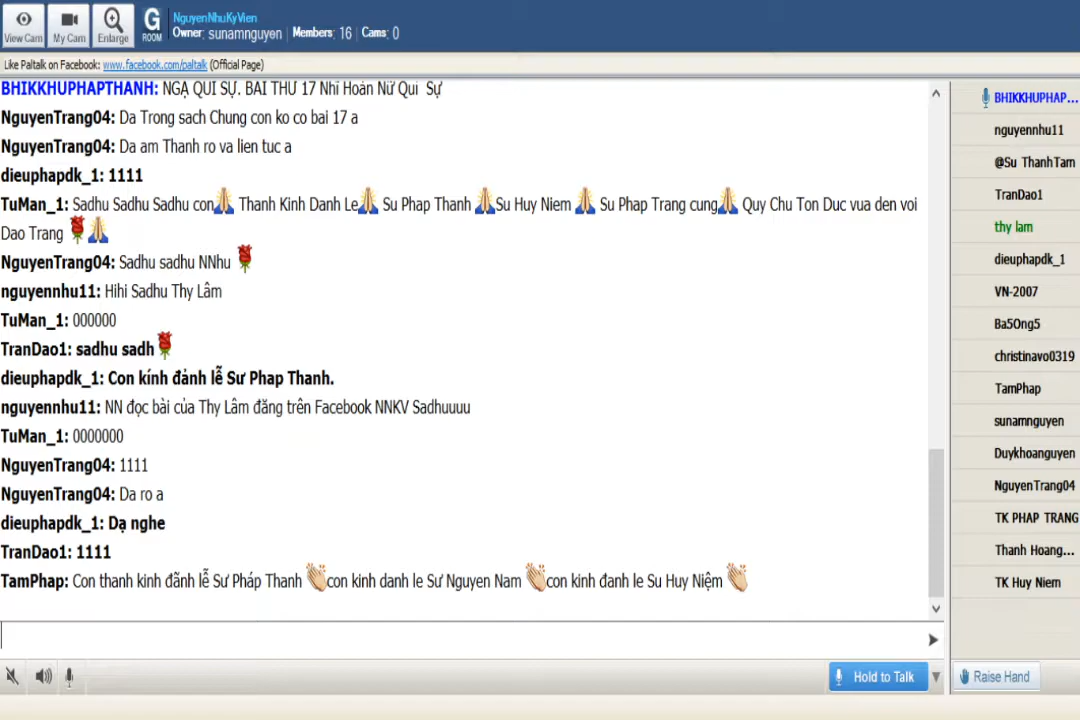 View Cam
My Cam
Enlarge
G
ROOM
NguyenNhuKyVien
Owner: sunamnguyen | Members: 16 | Cams: 0
Like Paltalk on Facebook: www.facebook.com/paltalk (Official Page)
BHIKKHUPHAPTHANH: NGẠ QUI SỰ. BAI THƯ 17 Nhĩ Hoàn Nữ Qui Sự
NguyenTrang04: Da Trong sach Chung con ko co bai 17 a
NguyenTrang04: Da am Thanh ro va lien tuc a
dieuphapdk_1: 1111
TuMan_1: Sadhu Sadhu Sadhu con🙏 Thanh Kinh Danh Le🙏 Su Phap Thanh 🙏Su Huy Niem 🙏 Su Phap Trang cung🙏 Quy Chu Ton Duc vua den voi
Dao Trang 🌹🙏
NguyenTrang04: Sadhu sadhu NNhu 🌹
nguyennhu11: Hihi Sadhu Thy Lâm
TuMan_1: 000000
TranDao1: sadhu sadh🌹
dieuphapdk_1: Con kính đảnh lễ Sư Phap Thanh.
nguyennhu11: NN đọc bài của Thy Lâm đăng trên Facebook NNKV Sadhuuuu
TuMan_1: 0000000
NguyenTrang04: 1111
NguyenTrang04: Da ro a
dieuphapdk_1: Dạ nghe
TranDao1: 1111
TamPhap: Con thanh kinh đãnh lễ Sư Pháp Thanh 👏con kinh danh le Sư Nguyen Nam 👏con kinh đanh le Su Huy Niệm 👏
Hold to Talk
BHIKKHUPHAP...
nguyennhu11
@Su ThanhTam
TranDao1
thy lam
dieuphapdk_1
VN-2007
Ba5Ong5
christinavo0319
TamPhap
sunamnguyen
Duykhoanguyen
NguyenTrang04
TK PHAP TRANG
Thanh Hoang...
TK Huy Niem
Raise Hand